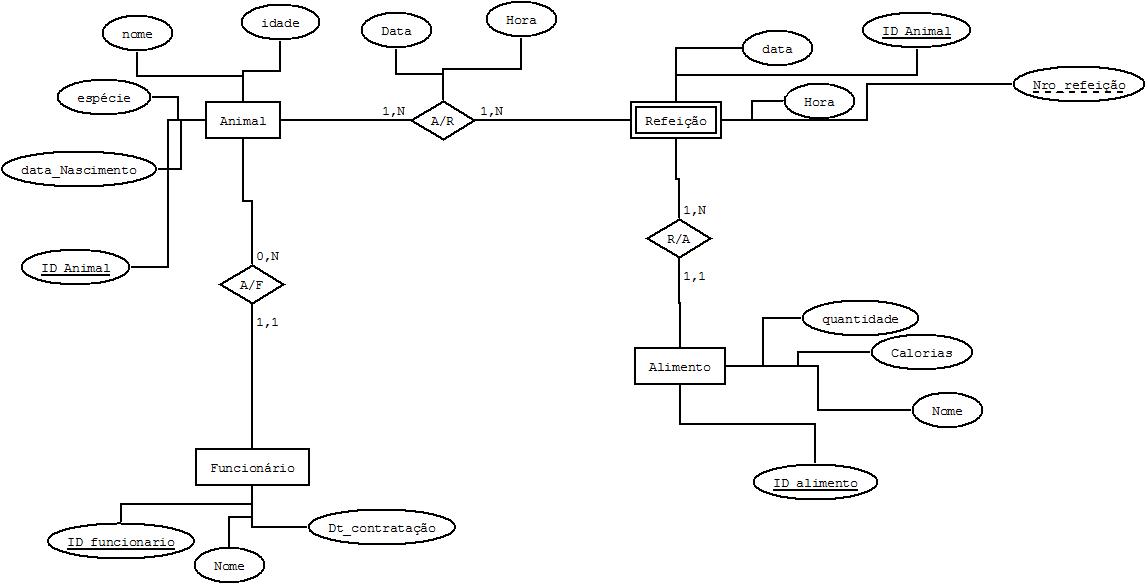 nome
idade
Data
Hora
ID Animal
data
espécie
Hora
Nro_refeição
Animal
1,N
A/R
1,N
Refeição
data_Nascimento
1,N
R/A
ID Animal
0,N
A/F
1,1
1,1
quantidade
Calorias
Alimento
Nome
Funcionário
ID alimento
Dt_contratação
ID funcionario
Nome